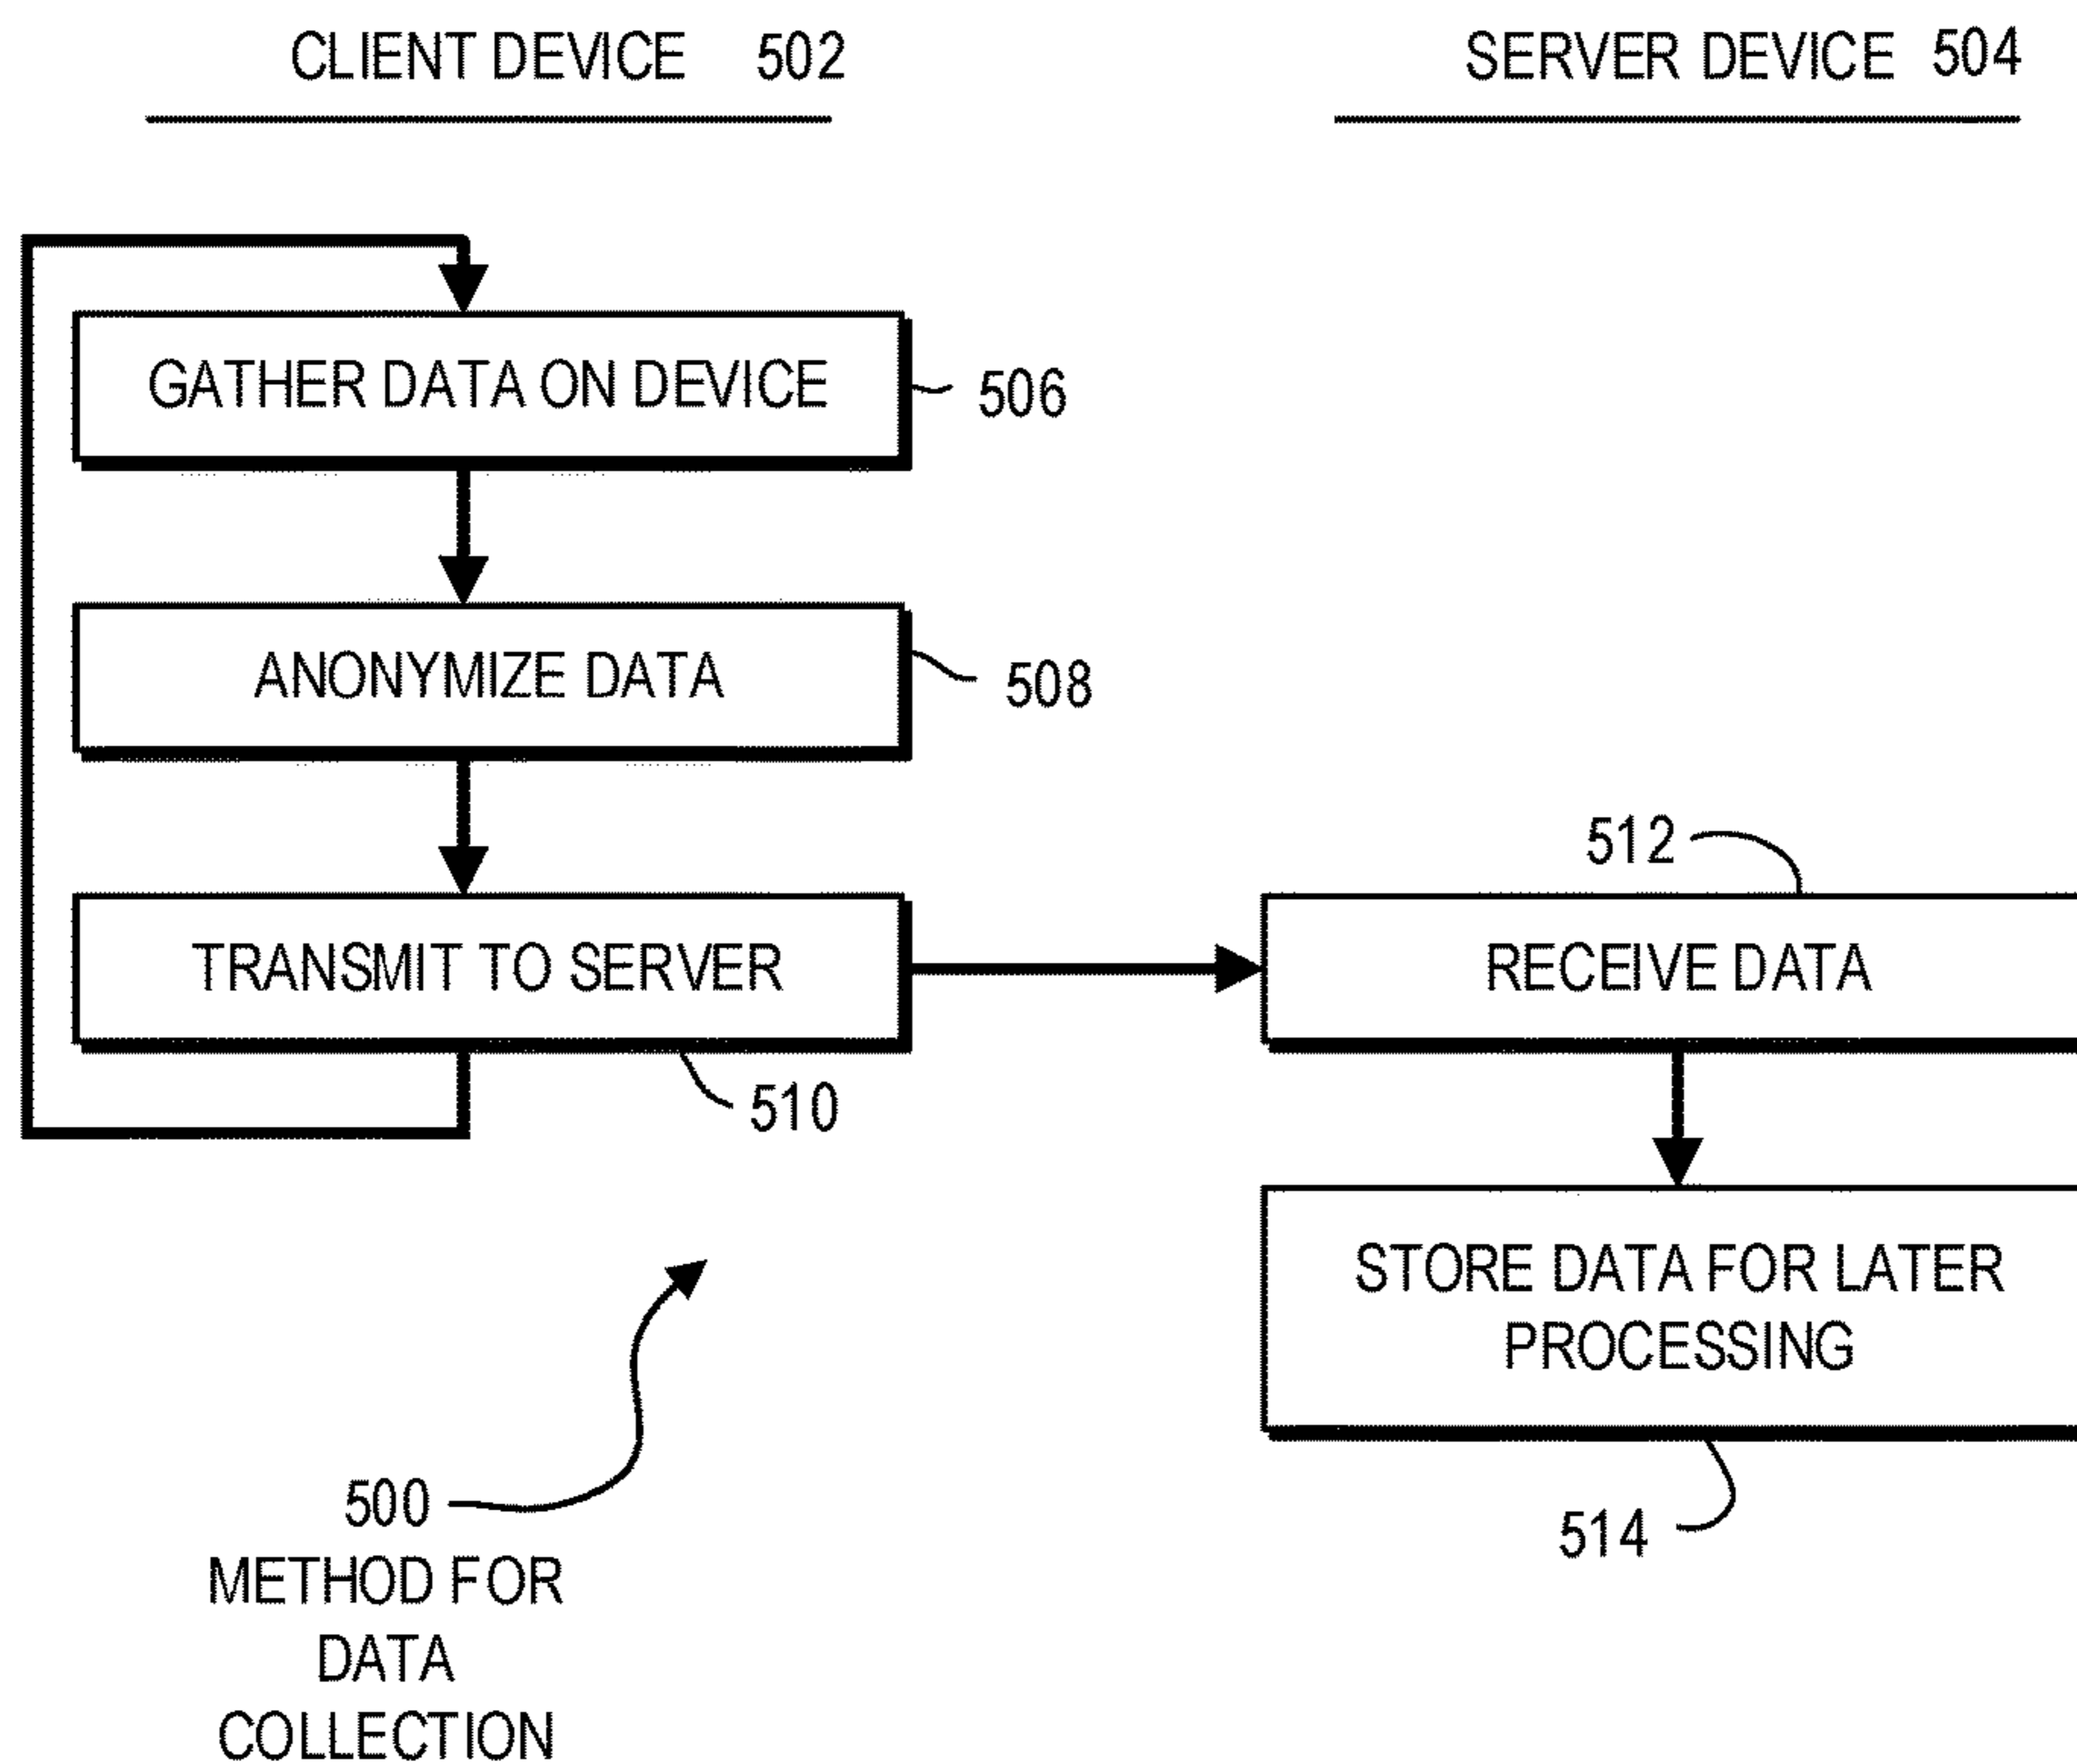 CLIENT DEVICE 502
SERVER DEVICE 504
GATHER DATA ON DEVICE
506
ANONYMIZE DATA
508
TRANSMIT TO SERVER
510
512
RECEIVE DATA
STORE DATA FOR LATER
PROCESSING
514
500
METHOD FOR
DATA
COLLECTION